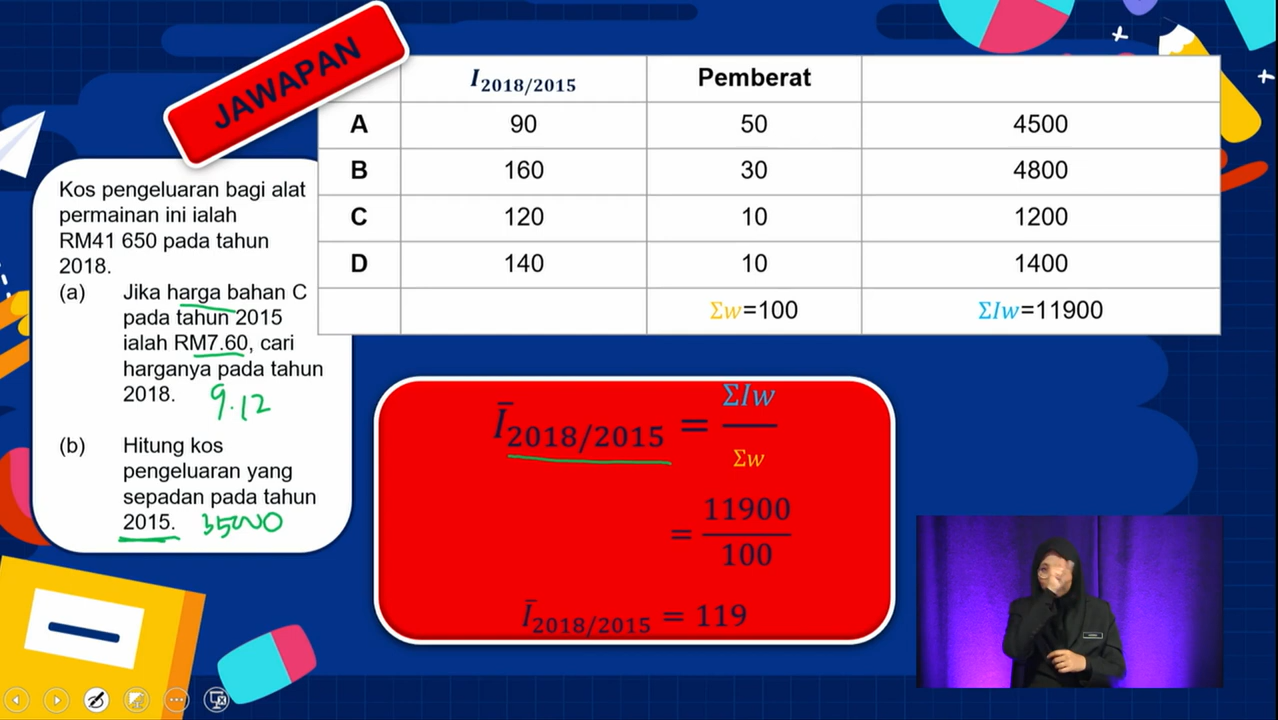 JAWAPAN
I 2018/2015 Pemberat
A 90 50 4500
B 160 30 4800
C 120 10 1200
D 140 10 1400
Σw=100 ΣIw=11900
Kos pengeluaran bagi alat
permainan ini ialah
RM41 650 pada tahun
2018.
(a) Jika harga bahan C
pada tahun 2015
ialah RM7.60, cari
harganya pada tahun
2018. 9.12
(b) Hitung kos
pengeluaran yang
sepadan pada tahun
2015. 35000
Ī 2018/2015 = ΣIw / Σw
= 11900 / 100
Ī 2018/2015 = 119